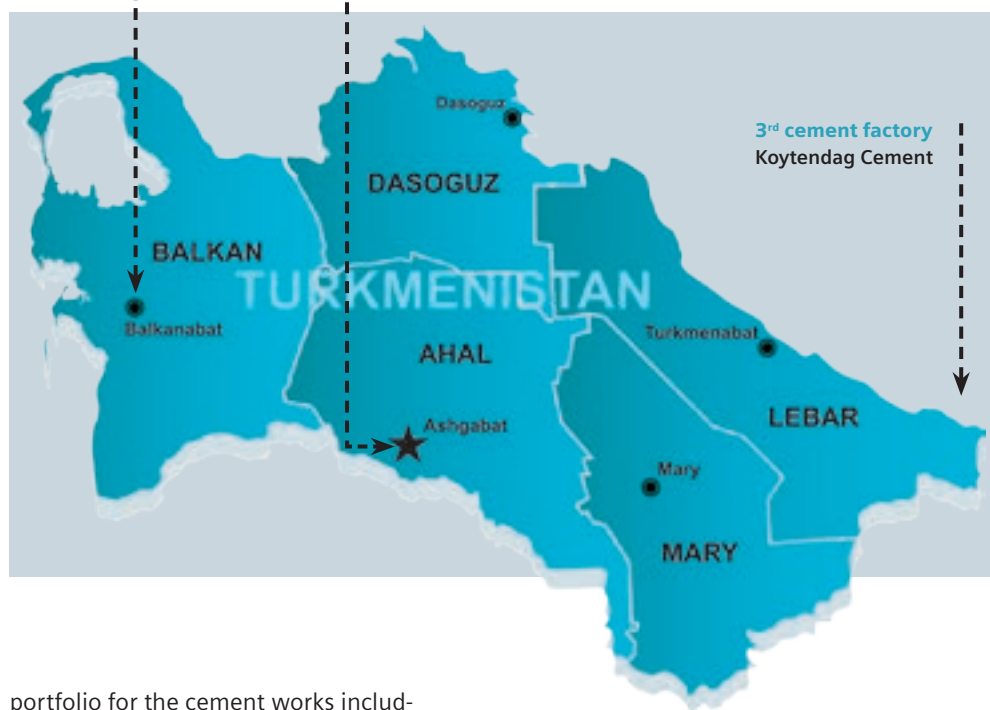 Dasoguz
3rd cement factory
Koytendag Cement
DASOGUZ
BALKAN
TURKMENISTAN
Balkanabat
Turkmenabat
AHAL
LEBAR
Ashgabat
Mary
MARY
portfolio for the cement works includ-